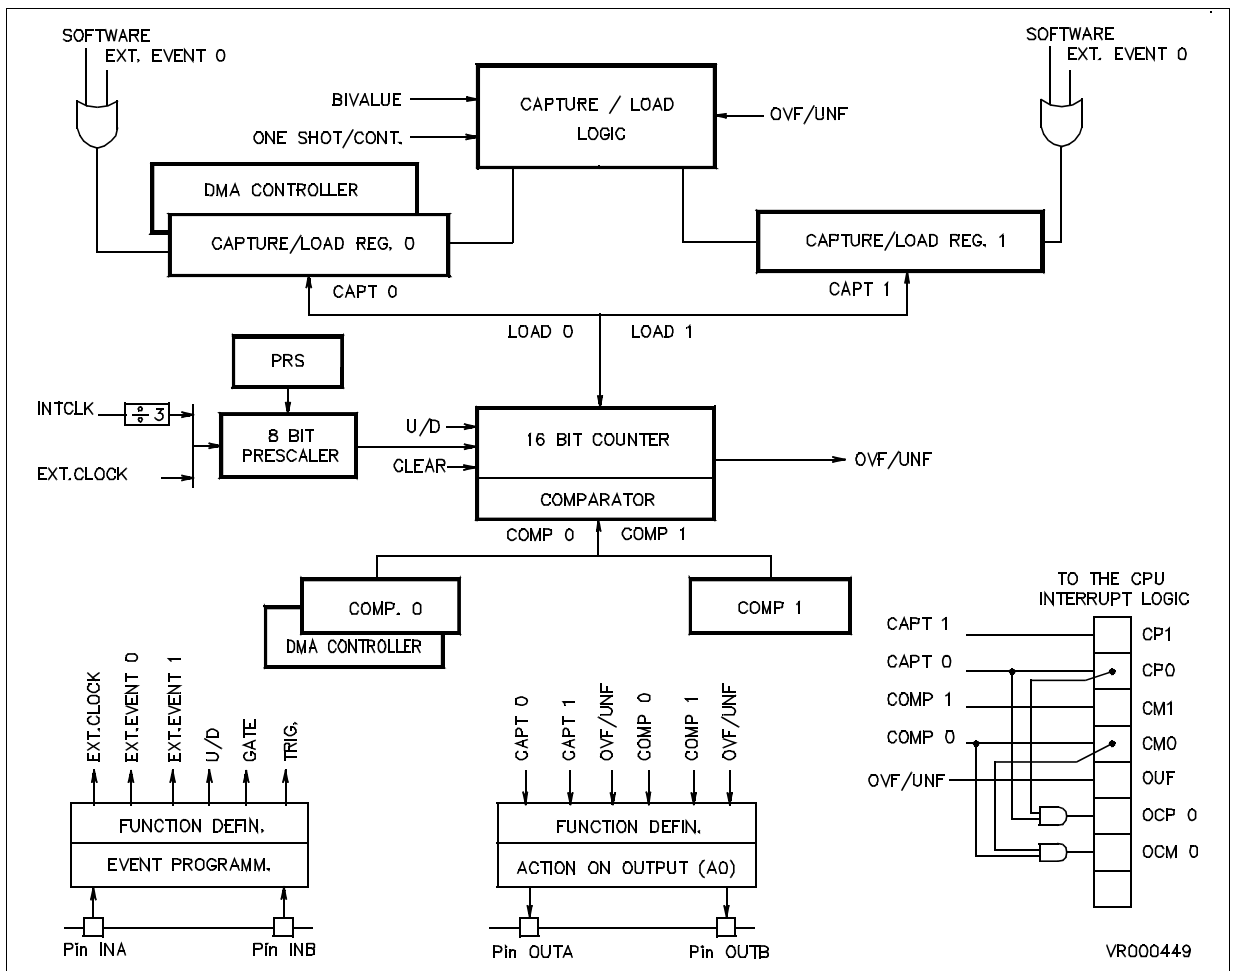 SOFTWARE
EXT. EVENT 0
SOFTWARE
EXT. EVENT 0
BIVALUE
ONE SHOT/CONT.
CAPTURE / LOAD
LOGIC
OVF/UNF
DMA CONTROLLER
CAPTURE/LOAD REG. 0
CAPTURE/LOAD REG. 1
CAPT 0
CAPT 1
LOAD 0
LOAD 1
PRS
INTCLK
÷ 3
8 BIT
PRESCALER
EXT.CLOCK
U/D
CLEAR
16 BIT COUNTER
COMPARATOR
OVF/UNF
COMP 0
COMP 1
COMP. 0
DMA CONTROLLER
COMP 1
TO THE CPU
INTERRUPT LOGIC
CAPT 1
CP1
CAPT 0
CP0
COMP 1
CM1
COMP 0
CM0
OVF/UNF
OUF
OCP 0
OCM 0
EXT.CLOCK
EXT.EVENT 0
EXT.EVENT 1
U/D
GATE
TRIG.
FUNCTION DEFIN.
EVENT PROGRAMM.
Pin INA
Pin INB
CAPT 0
CAPT 1
OVF/UNF
COMP 0
COMP 1
OVF/UNF
FUNCTION DEFIN.
ACTION ON OUTPUT (AO)
Pin OUTA
Pin OUTB
VR000449